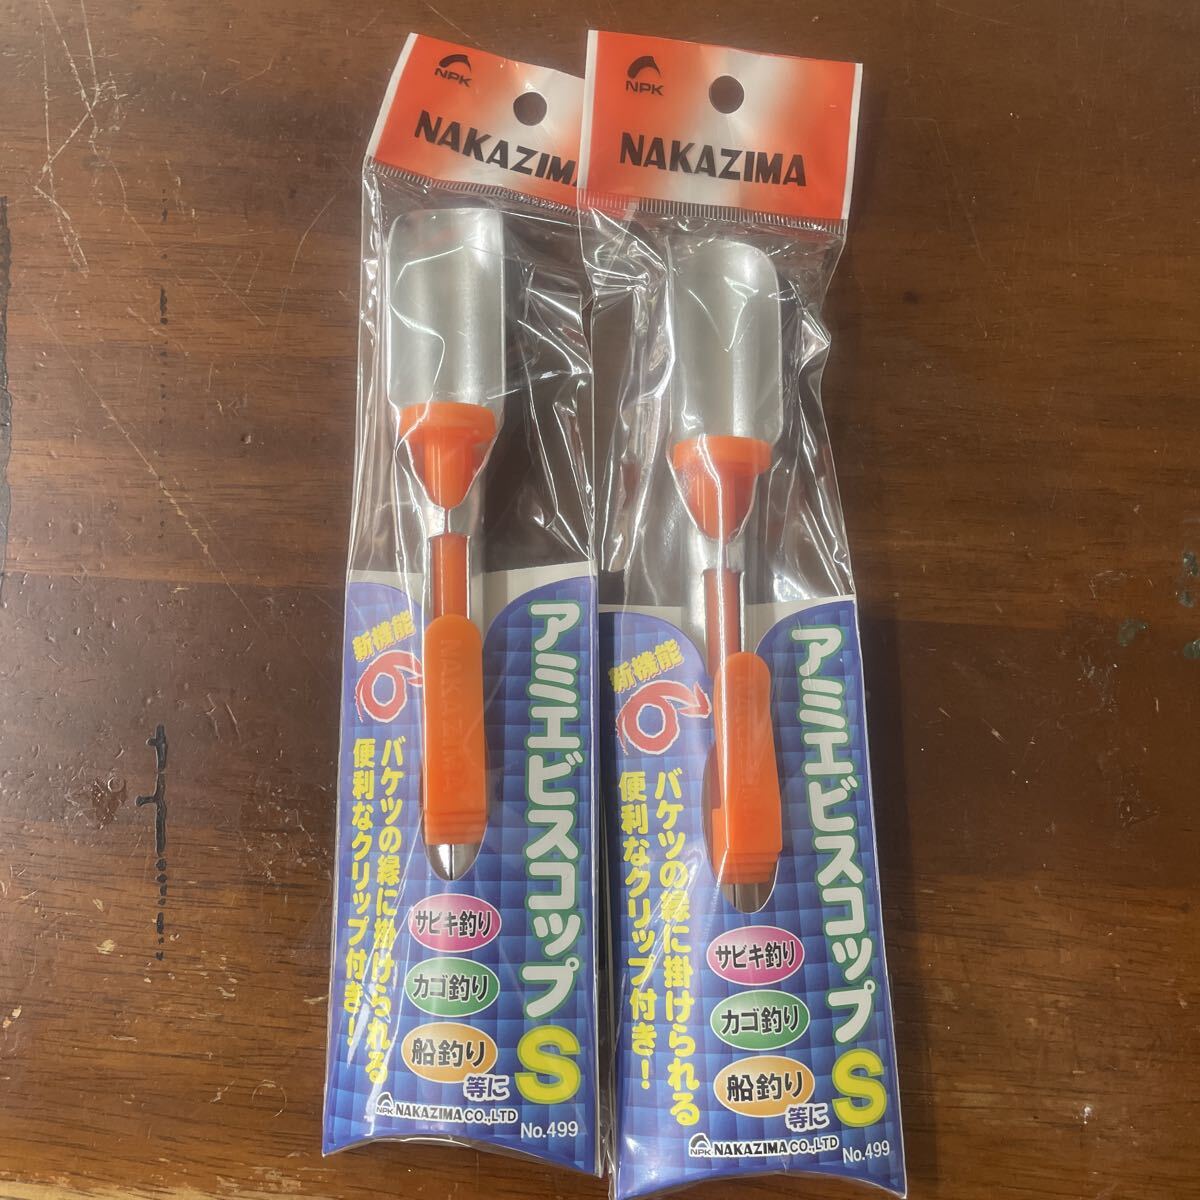 NPK
NAKAZIMA
アミエビスコップ S
新機能
バケツの縁に掛けられる
便利なクリップ付き!
NAKAZIMA
サビキ釣り
カゴ釣り
船釣り
等に
NPK NAKAZIMA CO.,LTD
No.499
NPK
NAKAZIMA
アミエビスコップ S
新機能
バケツの縁に掛けられる
便利なクリップ付き!
サビキ釣り
カゴ釣り
船釣り
等に
NPK NAKAZIMA CO.,LTD
No.499